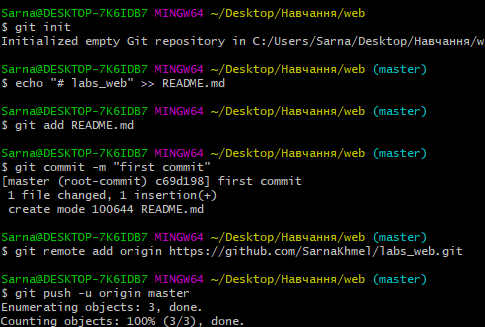 Sarna@DESKTOP-7K6IDB7 MINGW64 ~/Desktop/Навчання/web
$ git init
Initialized empty Git repository in C:/Users/Sarna/Desktop/Навчання/w
Sarna@DESKTOP-7K6IDB7 MINGW64 ~/Desktop/Навчання/web (master)
$ echo "# labs_web" >> README.md
Sarna@DESKTOP-7K6IDB7 MINGW64 ~/Desktop/Навчання/web (master)
$ git add README.md
Sarna@DESKTOP-7K6IDB7 MINGW64 ~/Desktop/Навчання/web (master)
$ git commit -m "first commit"
[master (root-commit) c69d198] first commit
1 file changed, 1 insertion(+)
create mode 100644 README.md
Sarna@DESKTOP-7K6IDB7 MINGW64 ~/Desktop/Навчання/web (master)
$ git remote add origin https://github.com/SarnaKhmel/labs_web.git
Sarna@DESKTOP-7K6IDB7 MINGW64 ~/Desktop/Навчання/web (master)
$ git push -u origin master
Enumerating objects: 3, done.
Counting objects: 100% (3/3), done.